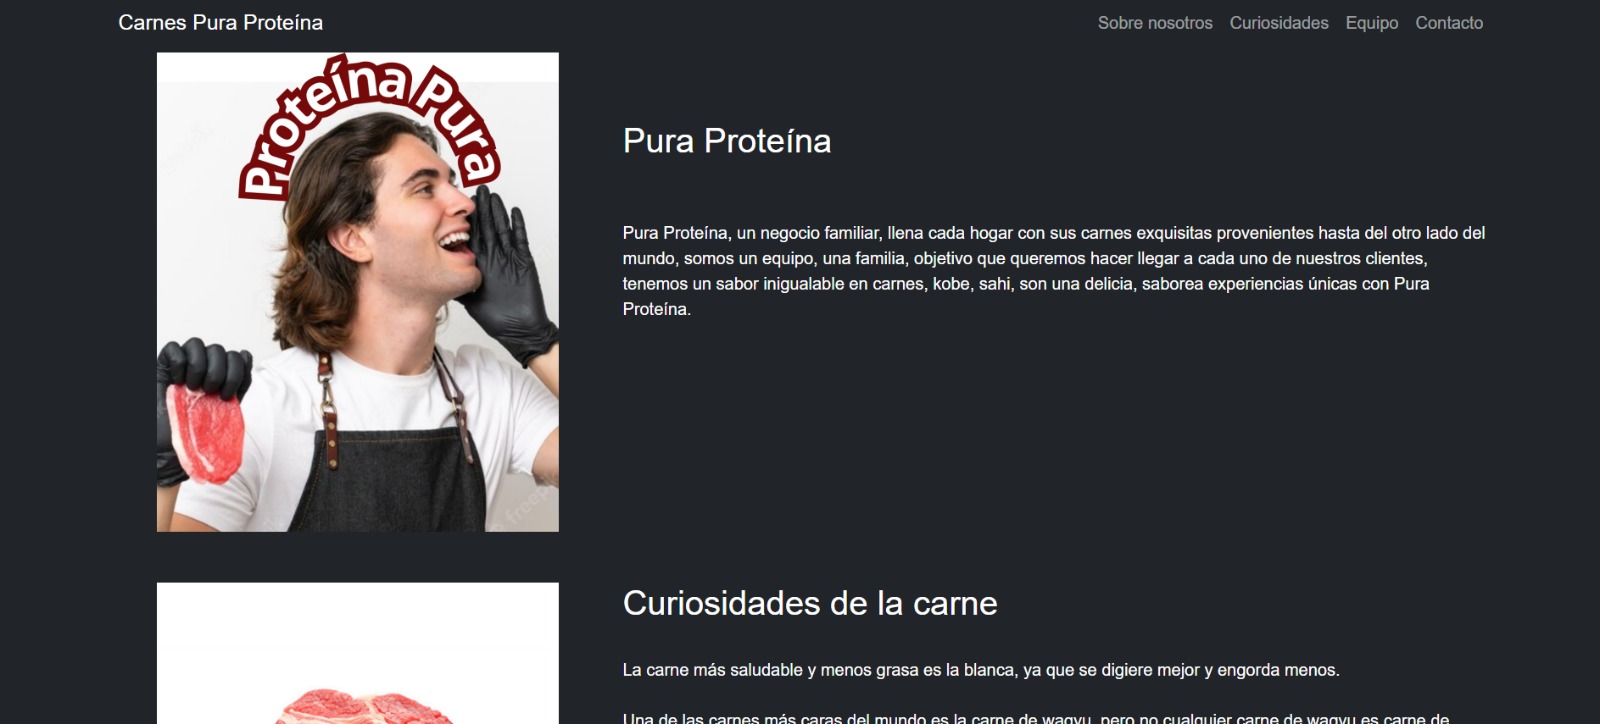 Carnes Pura Proteína
Sobre nosotros Curiosidades Equipo Contacto
Proteína Pura
Pura Proteína
Pura Proteína, un negocio familiar, llena cada hogar con sus carnes exquisitas provenientes hasta del otro lado del
mundo, somos un equipo, una familia, objetivo que queremos hacer llegar a cada uno de nuestros clientes,
tenemos un sabor inigualable en carnes, kobe, sahi, son una delicia, saborea experiencias únicas con Pura
Proteína.
Curiosidades de la carne
La carne más saludable y menos grasa es la blanca, ya que se digiere mejor y engorda menos.
Una de las carnes más caras del mundo es la carne de wagyu, pero no cualquier carne de wagyu es carne de